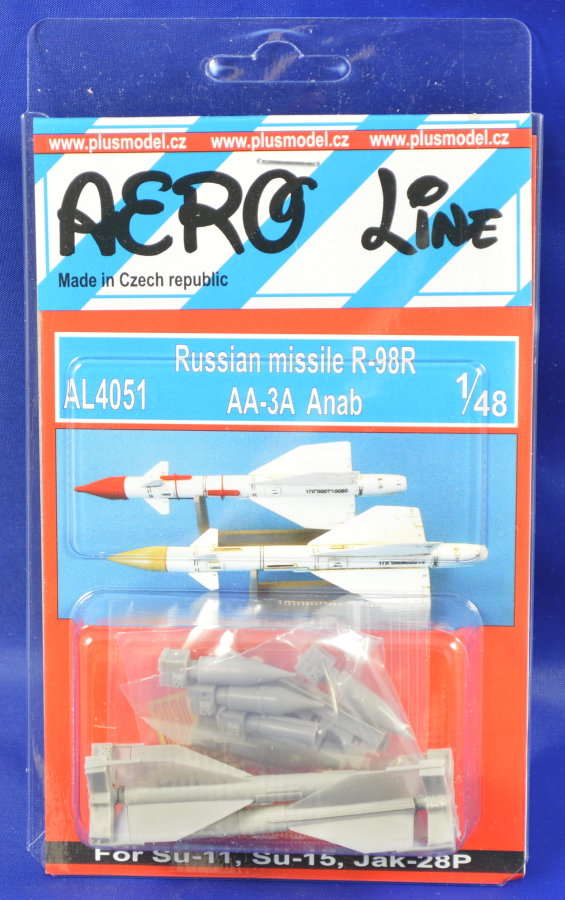 www.plusmodel.cz www.plusmodel.cz www.plusmodel.cz
AERO LINE
Made in Czech republic
Russian missile R-98R
AL4051 AA-3A Anab 1/48
For Su-11, Su-15, Jak-28P